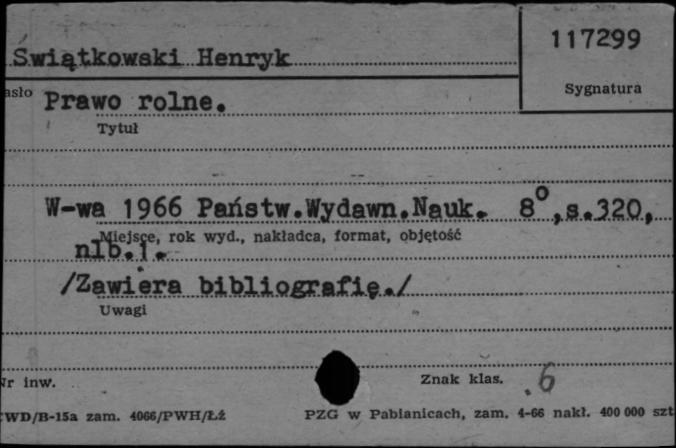 117299
Świątkowski Henryk
Sygnatura
asło Prawo rolne.
Tytuł
W-wa 1966 Państw.Wydawn.Nauk. 8°,s.320,
Miejsce, rok wyd., nakładca, format, objętość
nlb.1.
/Zawiera bibliografię./
Uwagi
Nr inw.
Znak klas. 6
WD/B-15a zam. 4066/PWH/Łż PZG w Pabianicach, zam. 4-66 nakł. 400 000 szt